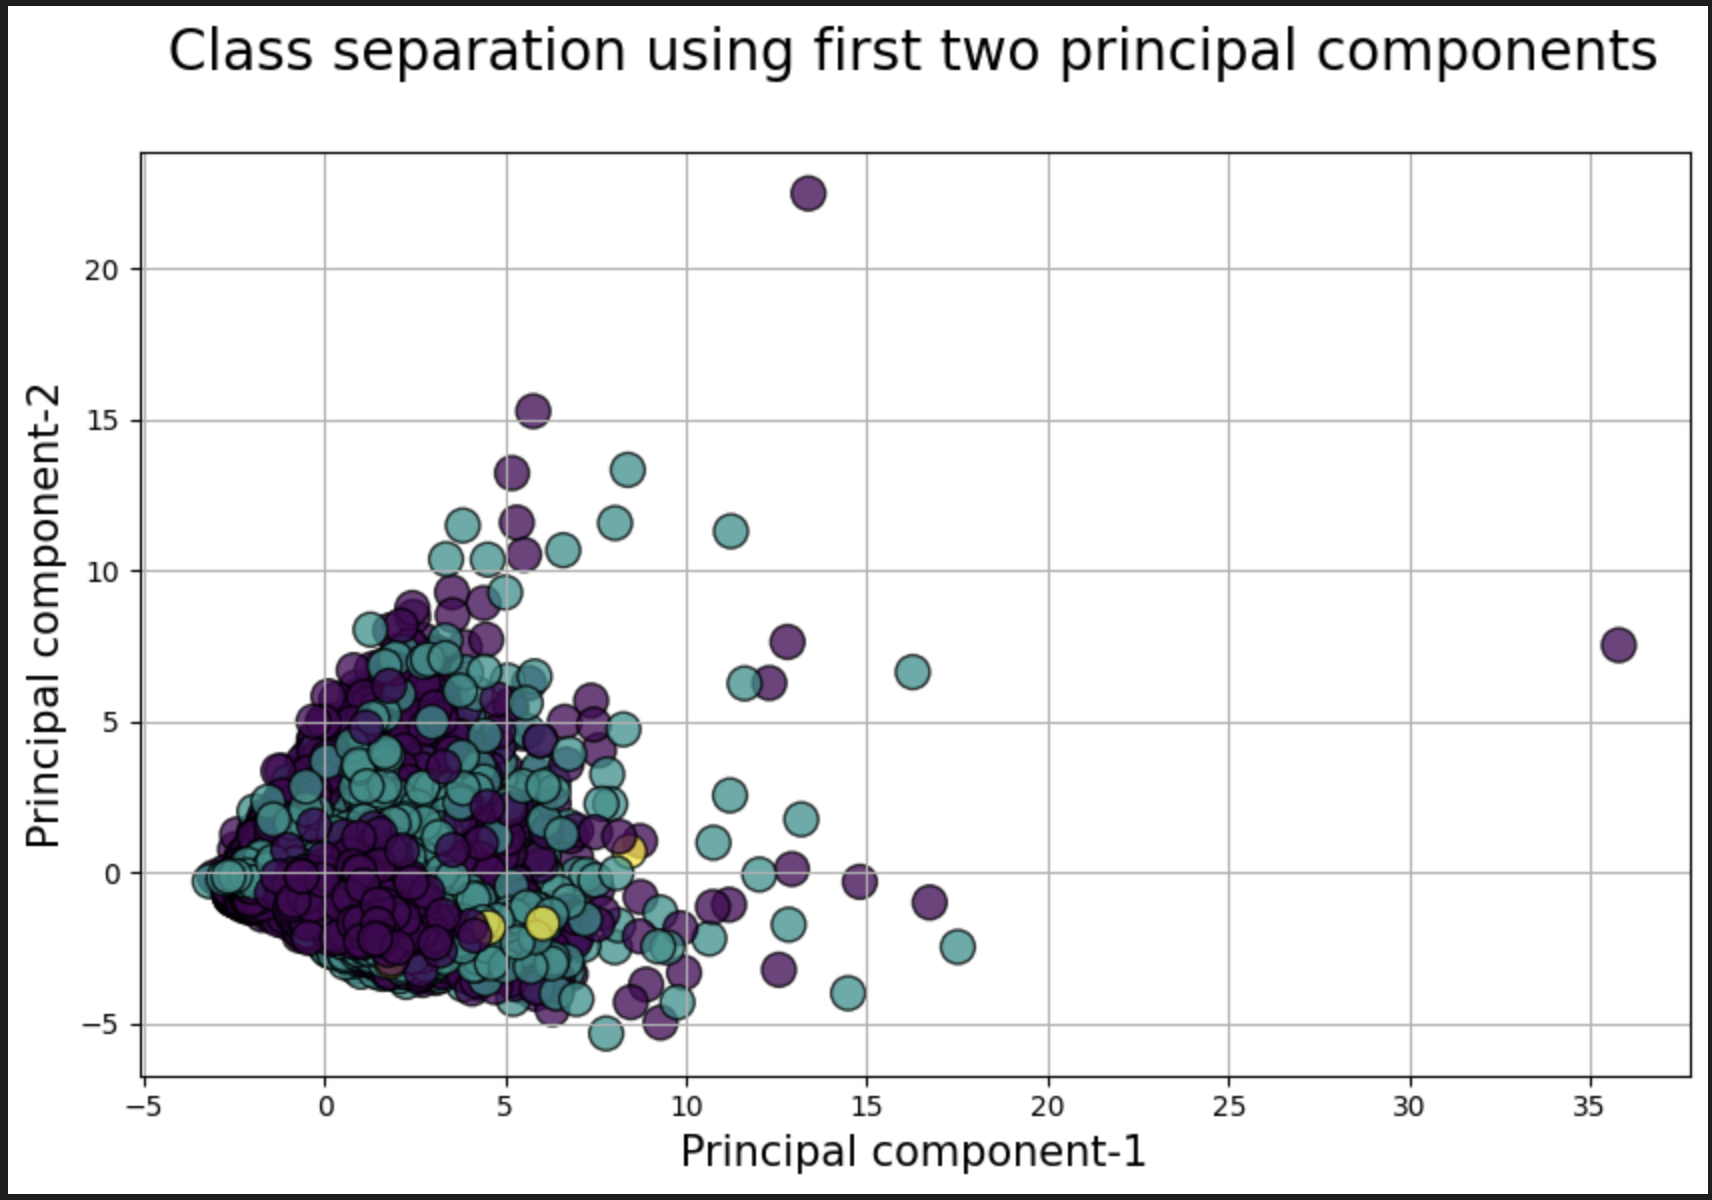 Class separation using first two principal components
Principal component-2
20
15
10
5
0
−5
−5 0 5 10 15 20 25 30 35
Principal component-1